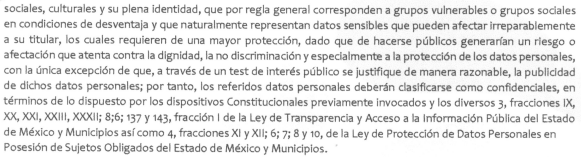 sociales, culturales y su plena identidad, que por regla general corresponden a grupos vulnerables o grupos sociales
en condiciones de desventaja y que naturalmente representan datos sensibles que pueden afectar irreparablemente
a su titular, los cuales requieren de una mayor protección, dado que de hacerse públicos generarían un riesgo o
afectación que atenta contra la dignidad, la no discriminación y especialmente a la protección de los datos personales,
con la única excepción de que, a través de un test de interés público se justifique de manera razonable, la publicidad
de dichos datos personales; por tanto, los referidos datos personales deberán clasificarse como confidenciales, en
términos de lo dispuesto por los dispositivos Constitucionales previamente invocados y los diversos 3, fracciones IX,
XX, XXI, XXIII, XXXII; 8;6; 137 y 143, fracción I de la Ley de Transparencia y Acceso a la Información Pública del Estado
de México y Municipios así como 4, fracciones XI y XII; 6; 7; 8 y 10, de la Ley de Protección de Datos Personales en
Posesión de Sujetos Obligados del Estado de México y Municipios.